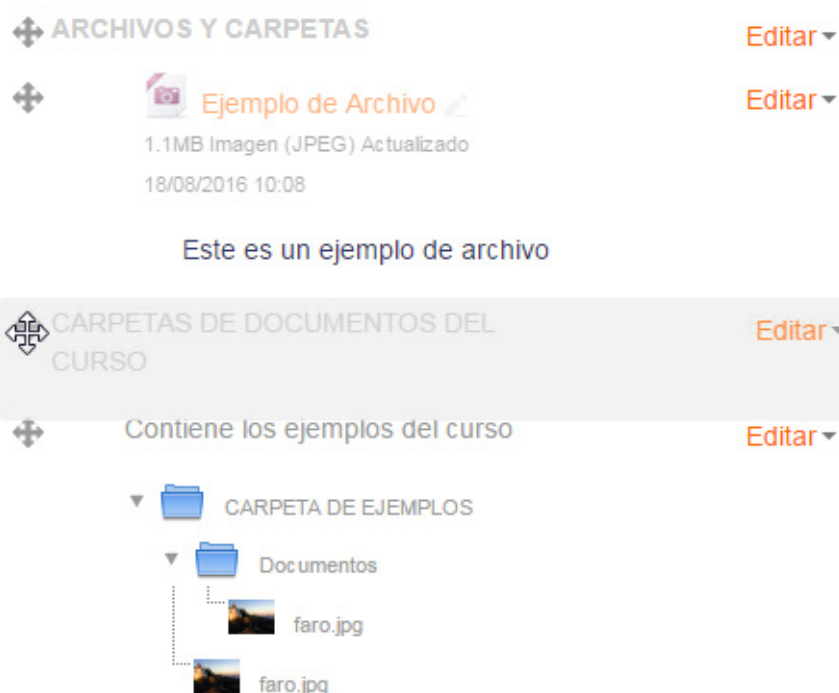 ARCHIVOS Y CARPETAS Editar
Ejemplo de Archivo Editar
1.1MB Imagen (JPEG) Actualizado
18/08/2016 10:08
Este es un ejemplo de archivo
CARPETAS DE DOCUMENTOS DEL Editar
CURSO
Contiene los ejemplos del curso Editar
CARPETA DE EJEMPLOS
Documentos
faro.jpg
faro.jpg